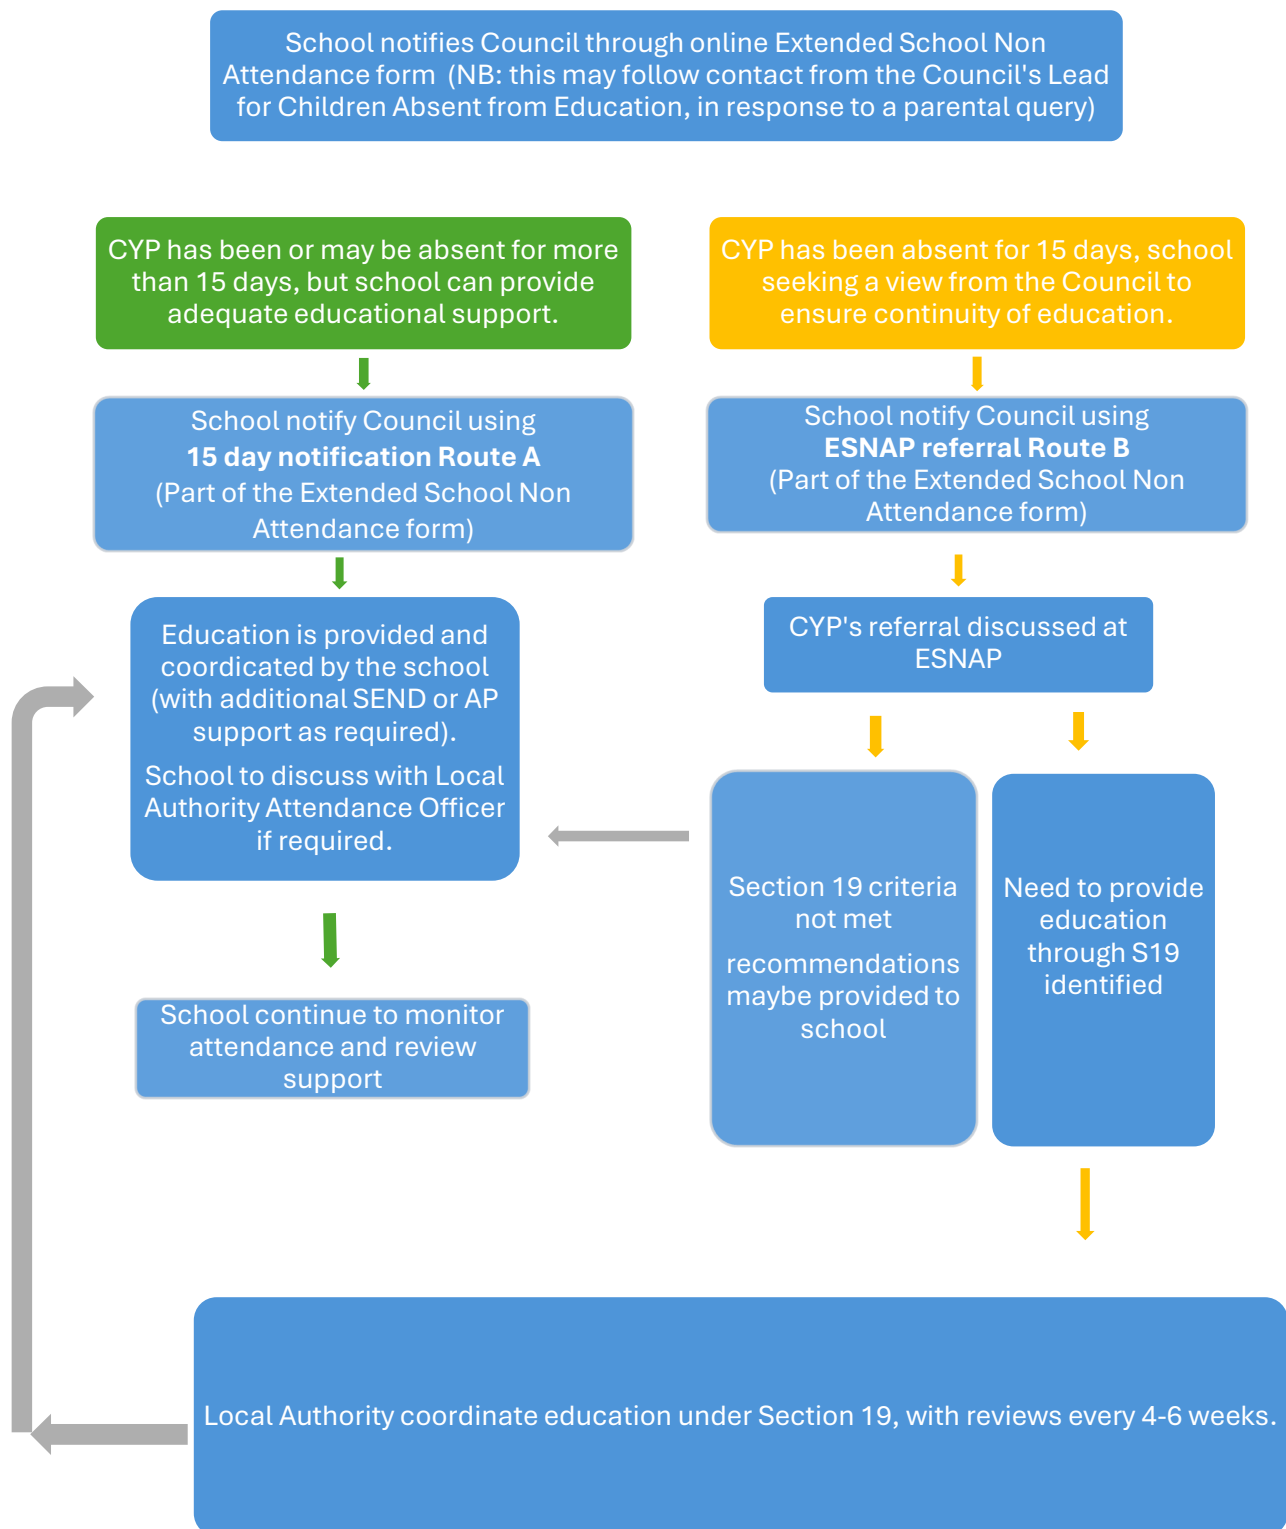 School notifies Council through online Extended School Non
Attendance form  (NB: this may follow contact from the Council's Lead
for Children Absent from Education, in response to a parental query)
CYP has been or may be absent for more
than 15 days, but school can provide
adequate educational support.
School notify Council using
15 day notification Route A
(Part of the Extended School Non
Attendance form)
Education is provided and
coordicated by the school
(with additional SEND or AP
support as required).
School to discuss with Local
Authority Attendance Officer
if required.
School continue to monitor
attendance and review
support
CYP has been absent for 15 days, school
seeking a view from the Council to
ensure continuity of education.
School notify Council using
ESNAP referral Route B
(Part of the Extended School Non
Attendance form)
CYP's referral discussed at
ESNAP
Section 19 criteria
not met
recommendations
maybe provided to
school
Need to provide
education
through S19
identified
Local Authority coordinate education under Section 19, with reviews every 4-6 weeks.